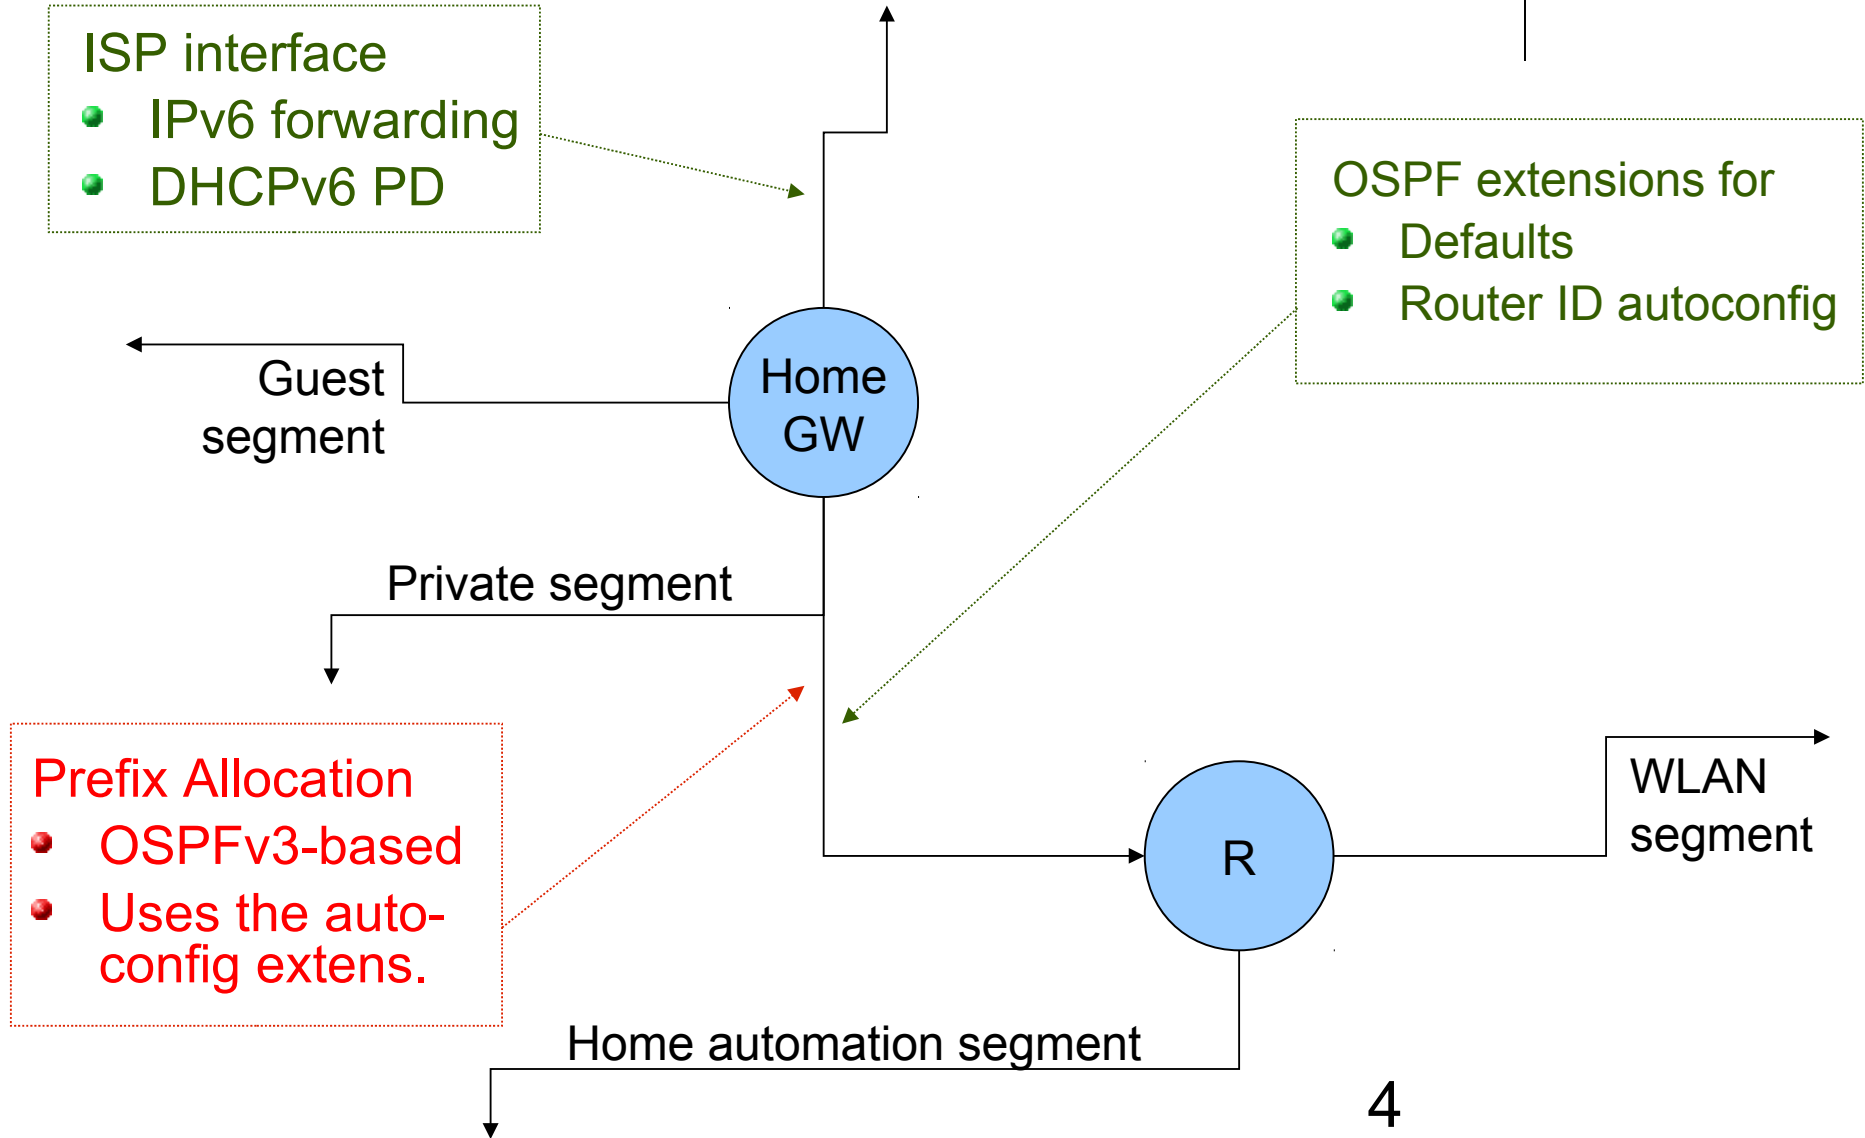 ISP interface
IPv6 forwarding
DHCPv6 PD
OSPF extensions for
Defaults
Router ID autoconfig
Guest
segment
Home
GW
Private segment
Prefix Allocation
OSPFv3-based
Uses the auto-
config extens.
R
WLAN
segment
Home automation segment
4